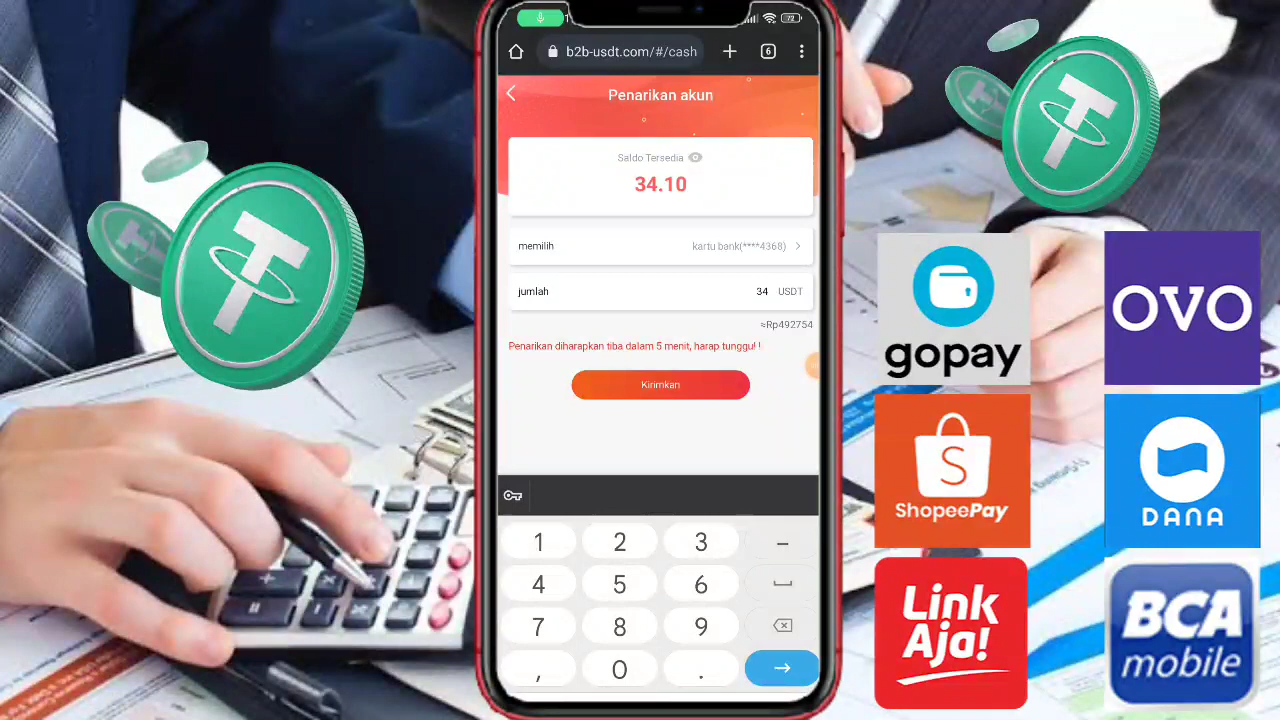 72
b2b-usdt.com/#/cash
6
Penarikan akun
Saldo Tersedia
34.10
memilih
kartu bank(****4368)
jumlah
34 USDT
≈Rp492754
Penarikan diharapkan tiba dalam 5 menit, harap tunggu! !
Kirimkan
1 2 3 –
4 5 6
7 8 9
, 0 .
gopay
OVO
ShopeePay
DANA
Link
Aja!
BCA
mobile